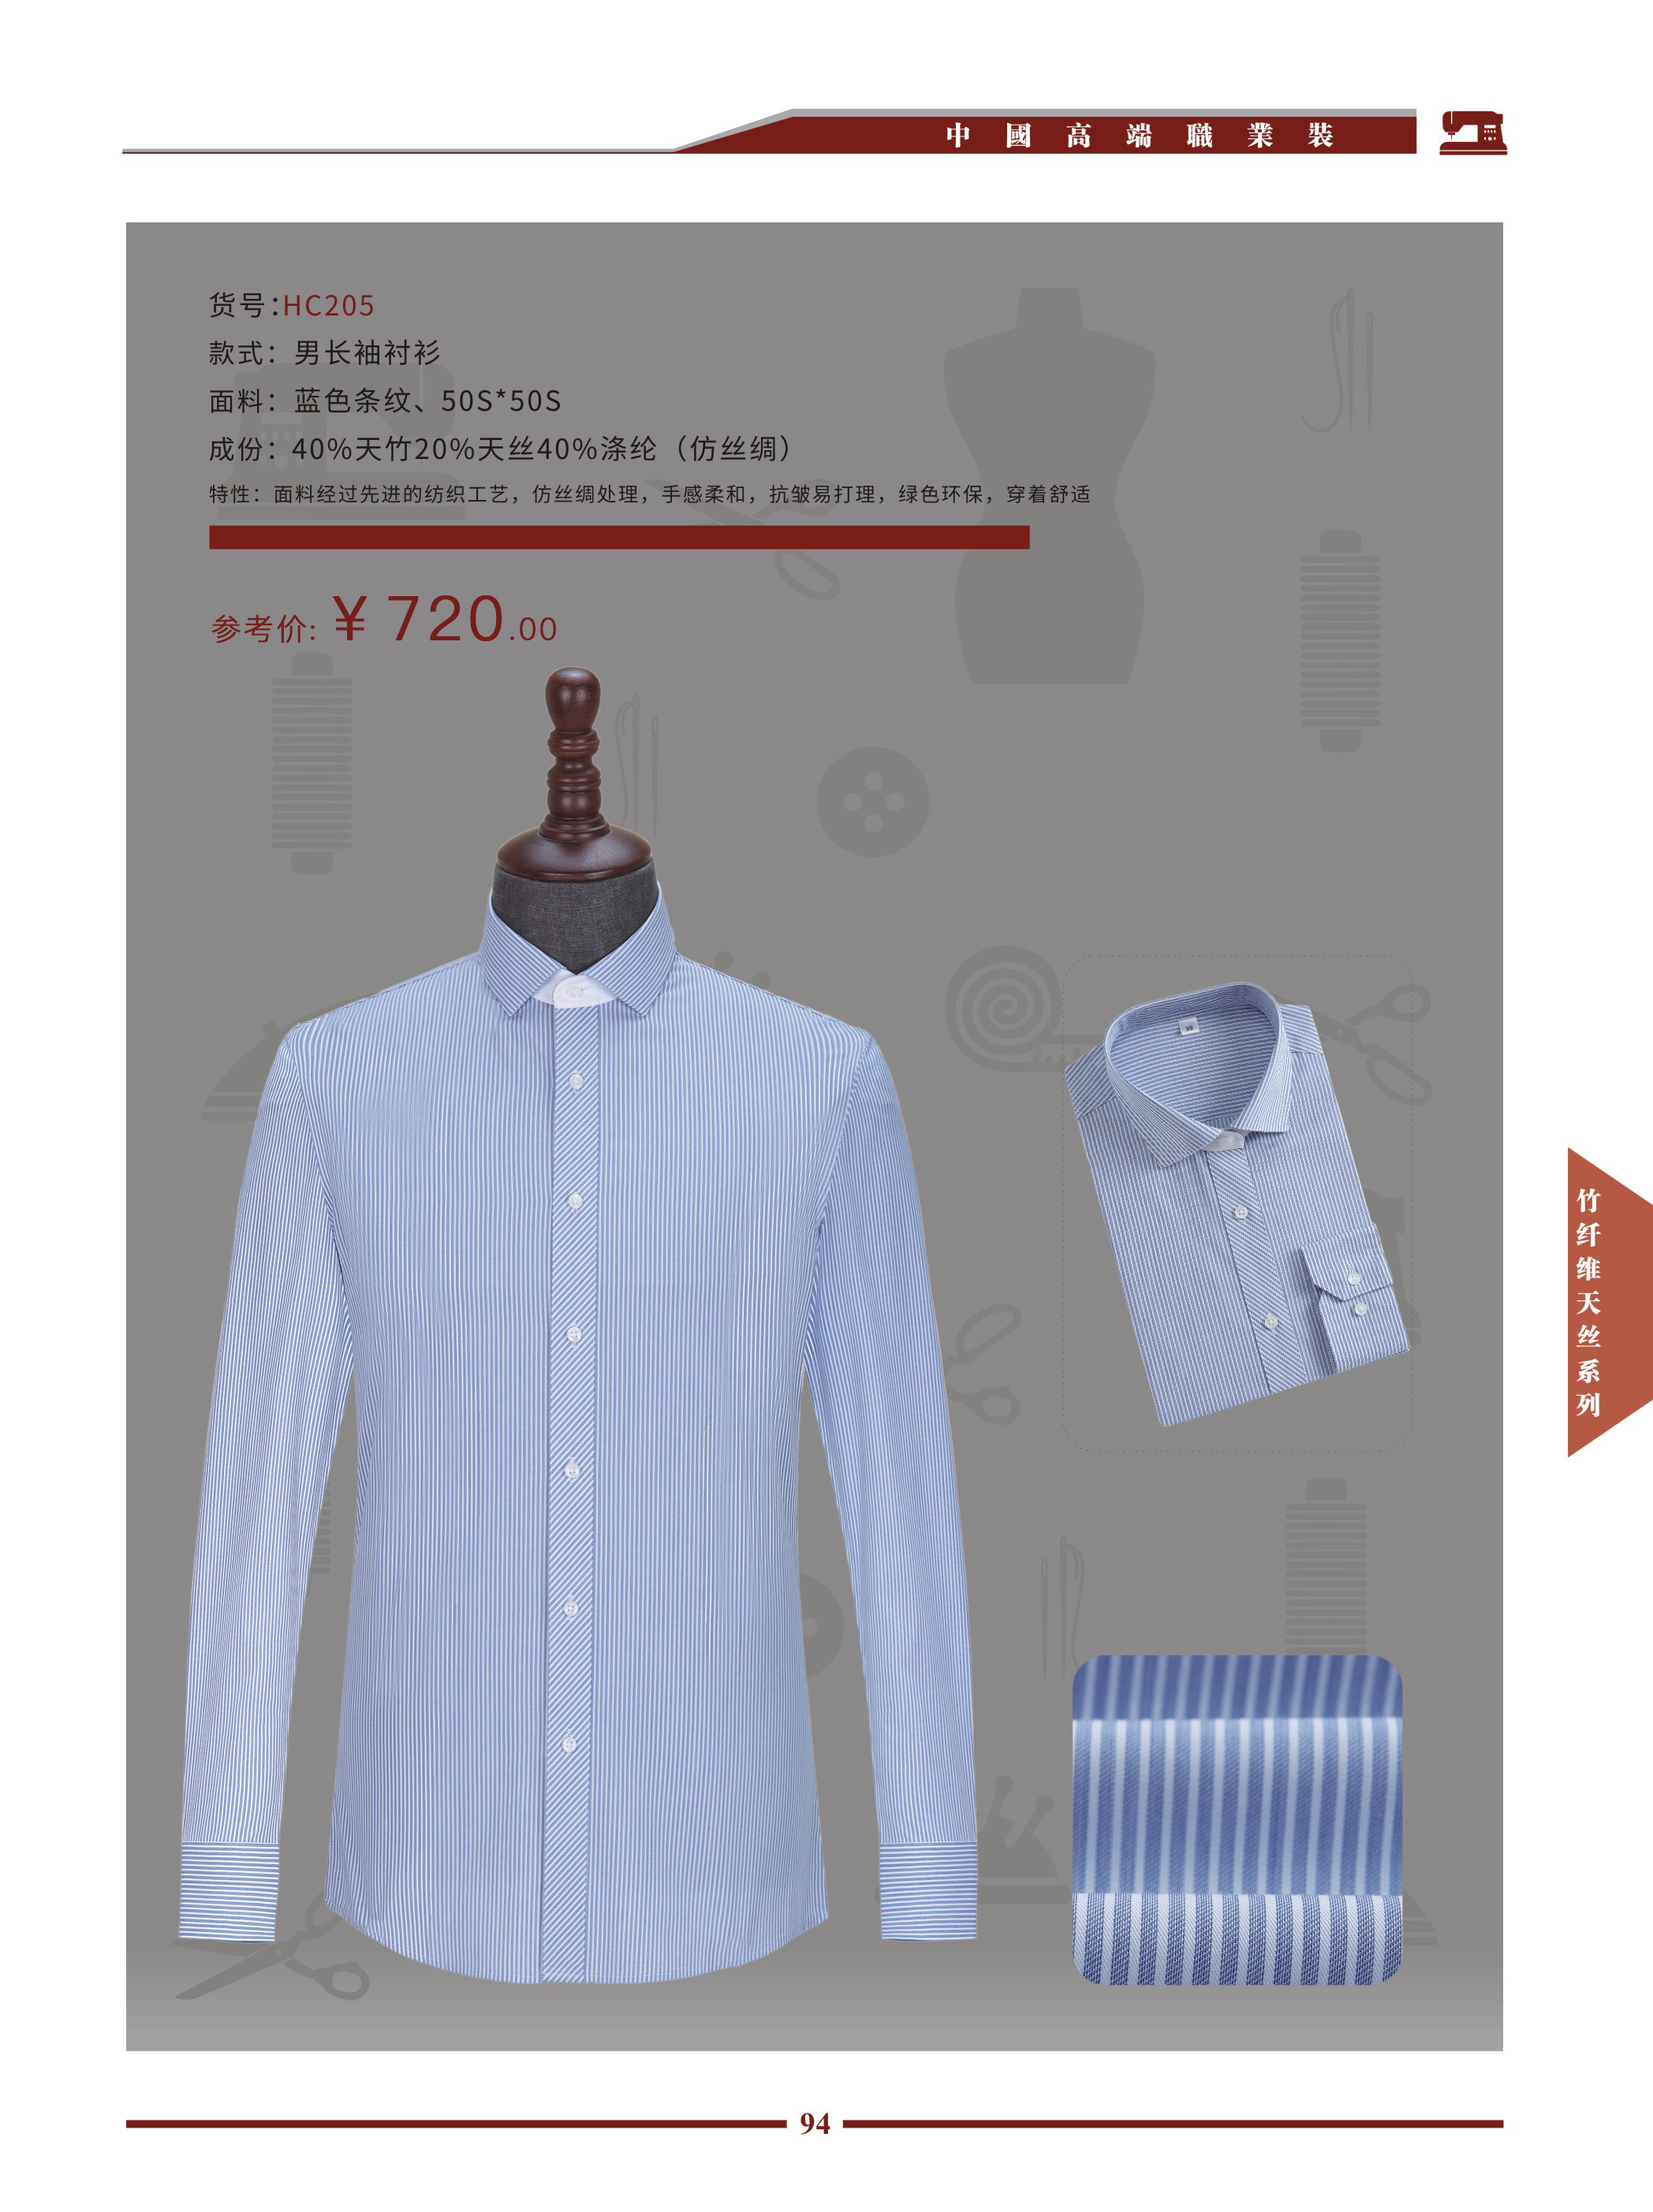 中國高端職業裝
货号:HC205
款式：男长袖衬衫
面料：蓝色条纹、50S*50S
成份：40%天竹20%天丝40%涤纶（仿丝绸）
特性：面料经过先进的纺织工艺，仿丝绸处理，手感柔和，抗皱易打理，绿色环保，穿着舒适
参考价: ¥ 720.00
竹纤维天丝系列
94